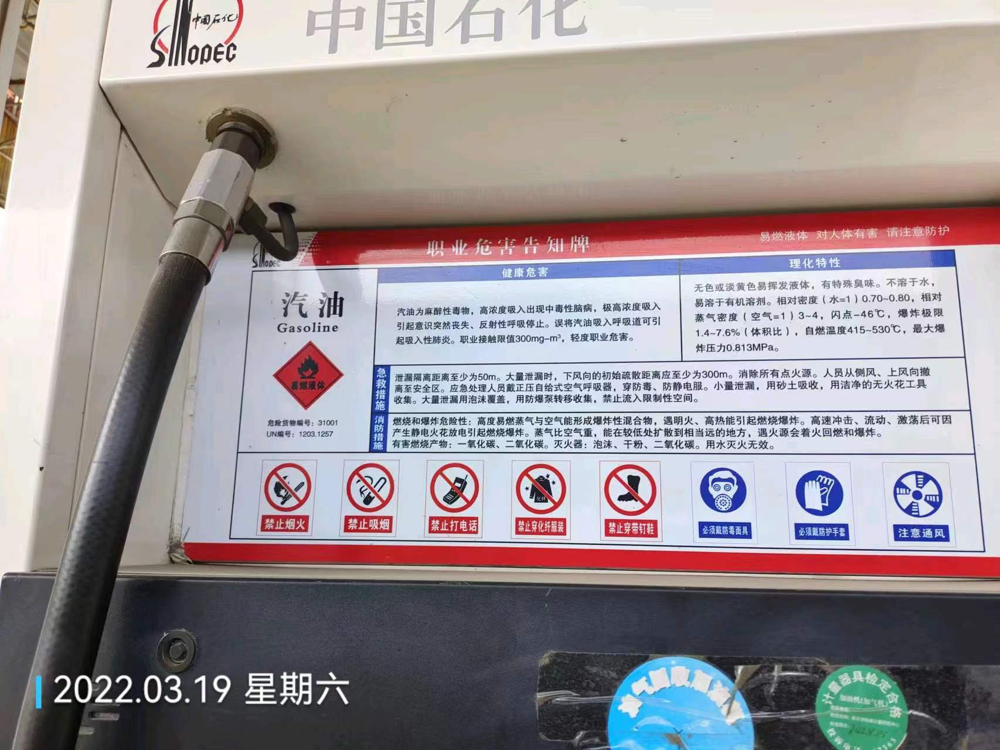 中国石化
SINOPEC
中国石化
职业危害告知牌
易燃液体 对人体有害 请注意防护
SINOPEC
汽油
Gasoline
易燃液体
危险货物编号：31001
UN编号：1203.1257
健康危害
汽油为麻醉性毒物，高浓度吸入出现中毒性脑病，极高浓度吸入
引起意识突然丧失、反射性呼吸停止。误将汽油吸入呼吸道可引
起吸入性肺炎。职业接触限值300mg-m³，轻度职业危害。
理化特性
无色或淡黄色易挥发液体，有特殊臭味。不溶于水，
易溶于有机溶剂。相对密度（水=1）0.70~0.80，相对
蒸气密度（空气=1）3~4，闪点-46℃，爆炸极限
1.4~7.6%（体积比），自燃温度415~530℃，最大爆
炸压力0.813MPa。
急救措施
泄漏隔离距离至少为50m。大量泄漏时，下风向的初始疏散距离应至少为300m。消除所有点火源。人员从侧风、上风向撤
离至安全区。应急处理人员戴正压自给式空气呼吸器，穿防毒、防静电服。小量泄漏，用砂土吸收，用洁净的无火花工具
收集。大量泄漏用泡沫覆盖，用防爆泵转移收集，禁止流入限制性空间。
消防措施
燃烧和爆炸危险性：高度易燃蒸气与空气能形成爆炸性混合物，遇明火、高热能引起燃烧爆炸。高速冲击、流动、激荡后可因
产生静电火花放电引起燃烧爆炸。蒸气比空气重，能在较低处扩散到相当远的地方，遇火源会着火回燃和爆炸。
有害燃烧产物：一氧化碳、二氧化碳。灭火器：泡沫、干粉、二氧化碳。用水灭火无效。
化纤
禁止烟火
禁止吸烟
禁止打电话
禁止穿化纤服装
禁止穿带钉鞋
必须戴防毒面具
必须戴防护手套
注意通风
计量器具检定合格
加油机(加气机)
2022.03.19 星期六